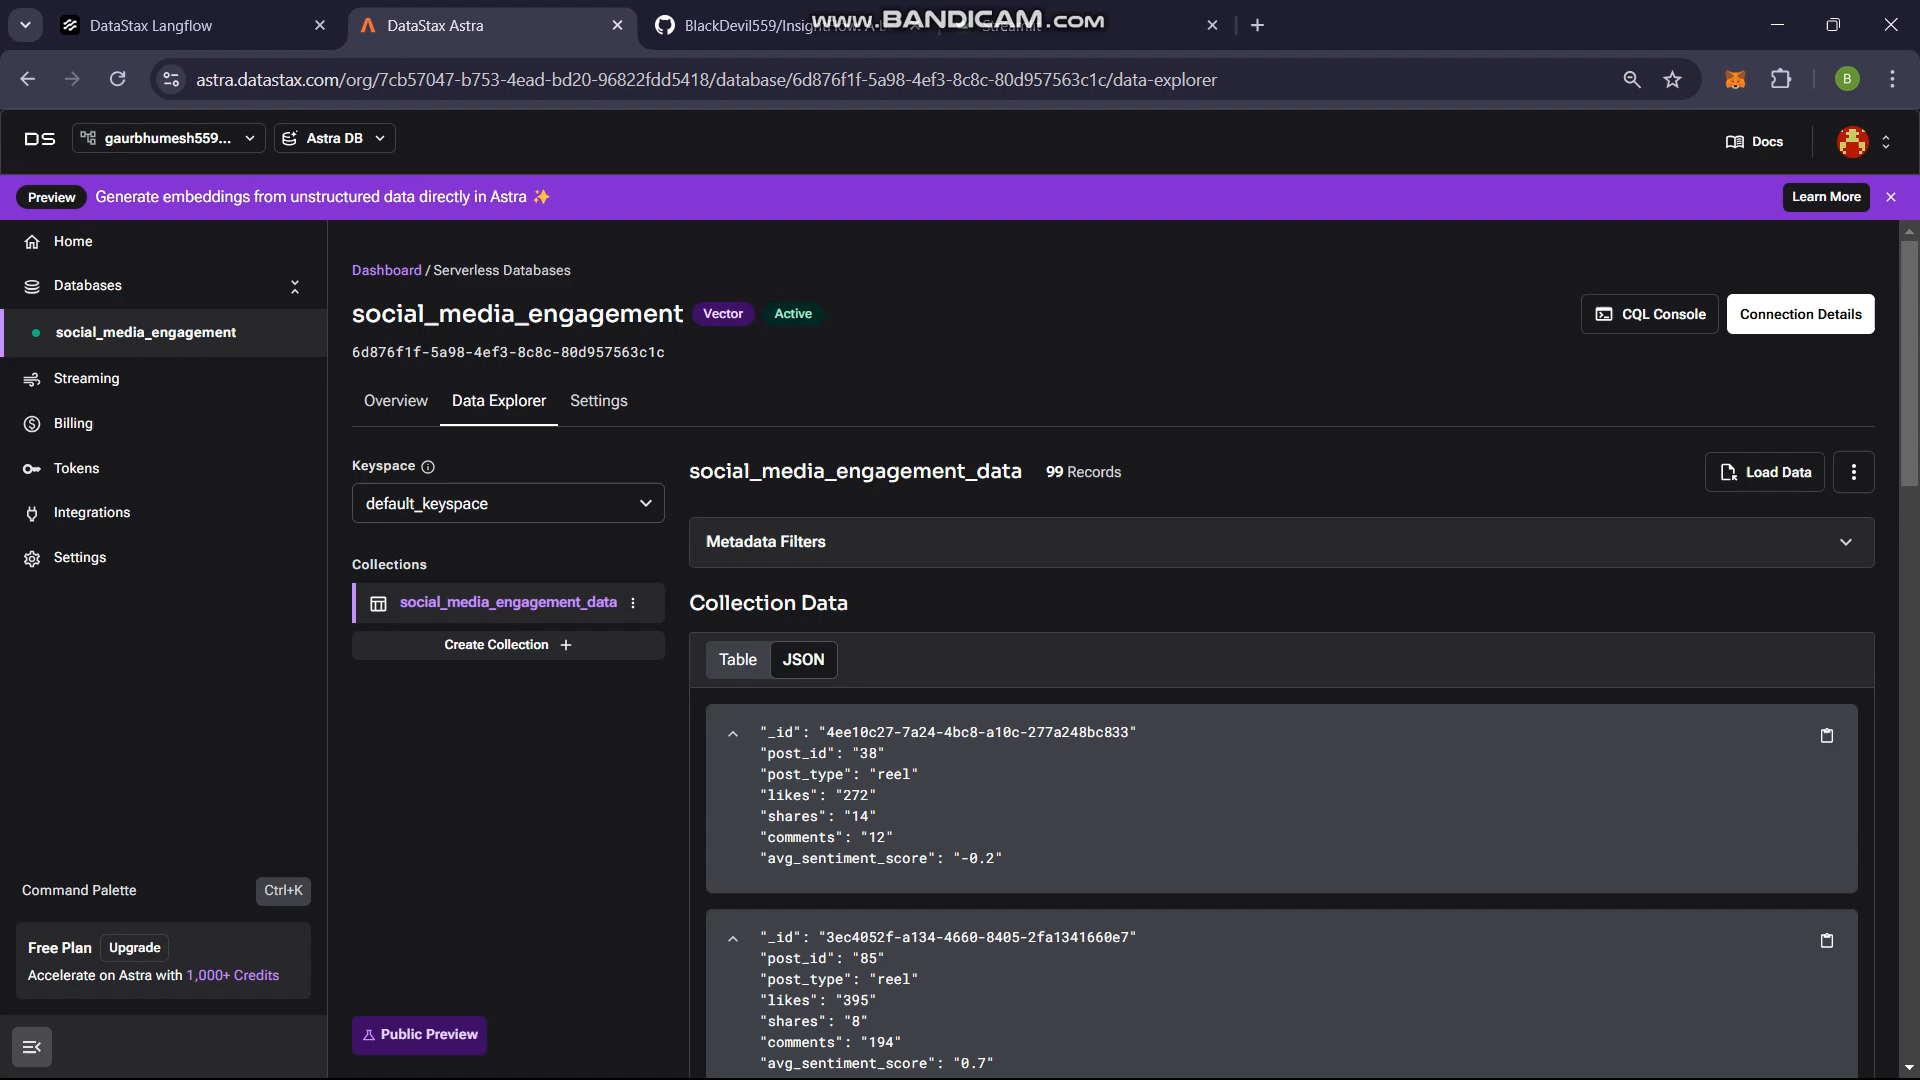 DataStax Langflow
DataStax Astra
BlackDevil559/Insigh
www.BANDICAM.COM
astra.datastax.com/org/7cb57047-b753-4ead-bd20-96822fdd5418/database/6d876f1f-5a98-4ef3-8c8c-80d957563c1c/data-explorer
B
DS
gaurbhumesh559...
Astra DB
Docs
Preview
Generate embeddings from unstructured data directly in Astra ✨
Learn More
Home
Databases
social_media_engagement
Streaming
Billing
Tokens
Integrations
Settings
Command Palette
Ctrl+K
Free Plan
Upgrade
Accelerate on Astra with 1,000+ Credits
Dashboard / Serverless Databases
social_media_engagement
Vector
Active
6d876f1f-5a98-4ef3-8c8c-80d957563c1c
CQL Console
Connection Details
Overview
Data Explorer
Settings
Keyspace
default_keyspace
Collections
social_media_engagement_data
Create Collection +
Public Preview
social_media_engagement_data
99 Records
Load Data
Metadata Filters
Collection Data
Table
JSON
"_id": "4ee10c27-7a24-4bc8-a10c-277a248bc833"
"post_id": "38"
"post_type": "reel"
"likes": "272"
"shares": "14"
"comments": "12"
"avg_sentiment_score": "-0.2"
"_id": "3ec4052f-a134-4660-8405-2fa1341660e7"
"post_id": "85"
"post_type": "reel"
"likes": "395"
"shares": "8"
"comments": "194"
"avg_sentiment_score": "0.7"